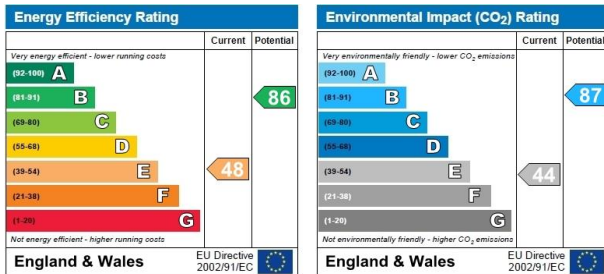 Energy Efficiency Rating
Current Potential
Very energy efficient - lower running costs
(92-100) A
(81-91) B
(69-80) C
(55-68) D
(39-54) E
(21-38) F
(1-20) G
48
86
Not energy efficient - higher running costs
England & Wales
EU Directive
2002/91/EC
Environmental Impact (CO₂) Rating
Current Potential
Very environmentally friendly - lower CO₂ emissions
(92-100) A
(81-91) B
(69-80) C
(55-68) D
(39-54) E
(21-38) F
(1-20) G
44
87
Not environmentally friendly - higher CO₂ emissions
England & Wales
EU Directive
2002/91/EC